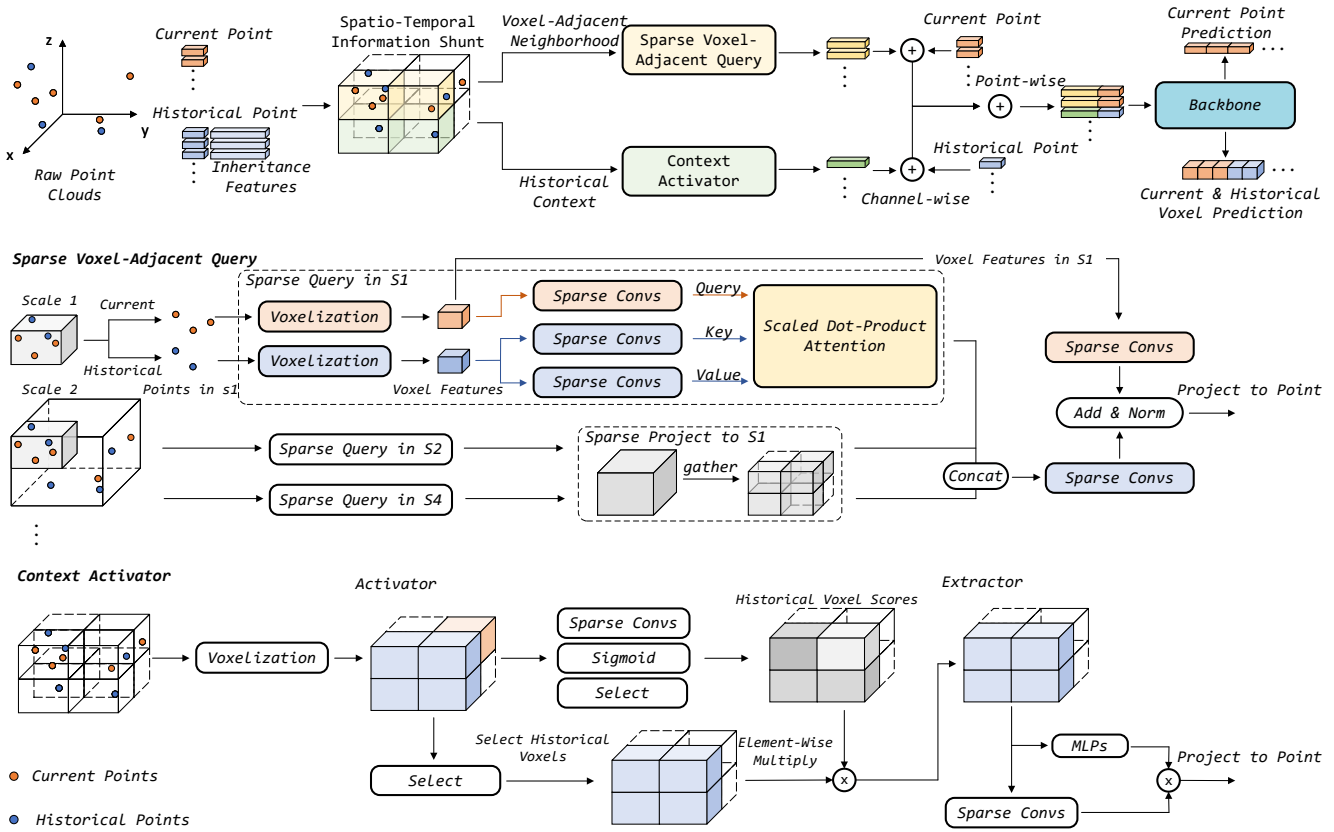 z
y
x
Raw Point
Clouds
Current Point
Historical Point
Inheritance
Features
Spatio-Temporal
Information Shunt
Voxel-Adjacent
Neighborhood
Historical
Context
Sparse Voxel-
Adjacent Query
Context
Activator
Current Point
+
Point-wise
+
Historical Point
+
Channel-wise
Current Point
Prediction
Backbone
Current & Historical
Voxel Prediction
Sparse Voxel-Adjacent Query
Scale 1
Current
Historical
Points in s1
Sparse Query in S1
Voxelization
Voxelization
Voxel Features
Sparse Convs
Sparse Convs
Sparse Convs
Query
Key
Value
Scaled Dot-Product
Attention
Voxel Features in S1
Sparse Convs
Add & Norm
Project to Point
Sparse Convs
Concat
Scale 2
Sparse Query in S2
Sparse Query in S4
Sparse Project to S1
gather
Context Activator
Voxelization
Activator
Sparse Convs
Sigmoid
Select
Historical Voxel Scores
Extractor
Select
Select Historical
Voxels
Element-Wise
Multiply
x
MLPs
Sparse Convs
x
Project to Point
Current Points
Historical Points